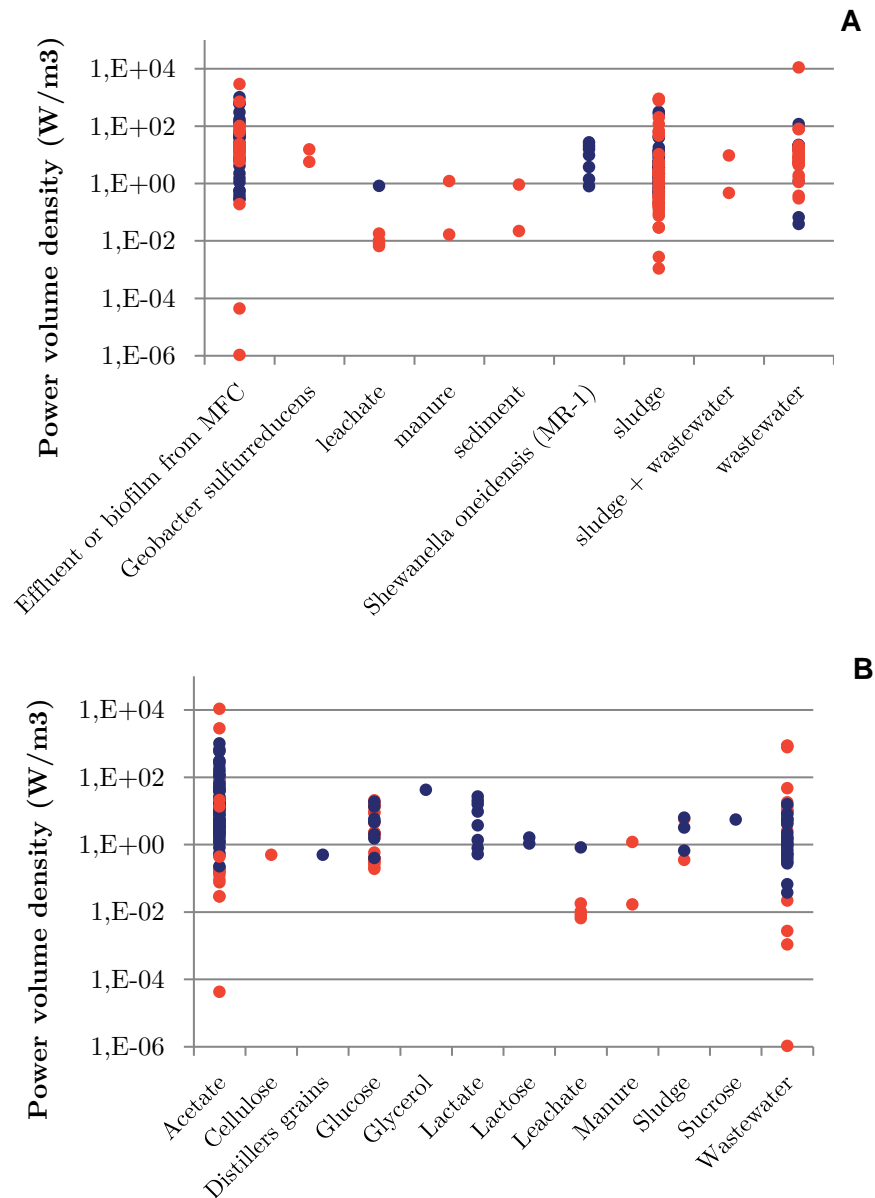 A
Power volume density (W/m3)
1,E+04
1,E+02
1,E+00
1,E-02
1,E-04
1,E-06
Effluent or biofilm from MFC
Geobacter sulfurreducens
leachate
manure
sediment
Shewanella oneidensis (MR-1)
sludge
sludge + wastewater
wastewater
B
Power volume density (W/m3)
1,E+04
1,E+02
1,E+00
1,E-02
1,E-04
1,E-06
Acetate
Cellulose
Distillers grains
Glucose
Glycerol
Lactate
Lactose
Leachate
Manure
Sludge
Sucrose
Wastewater